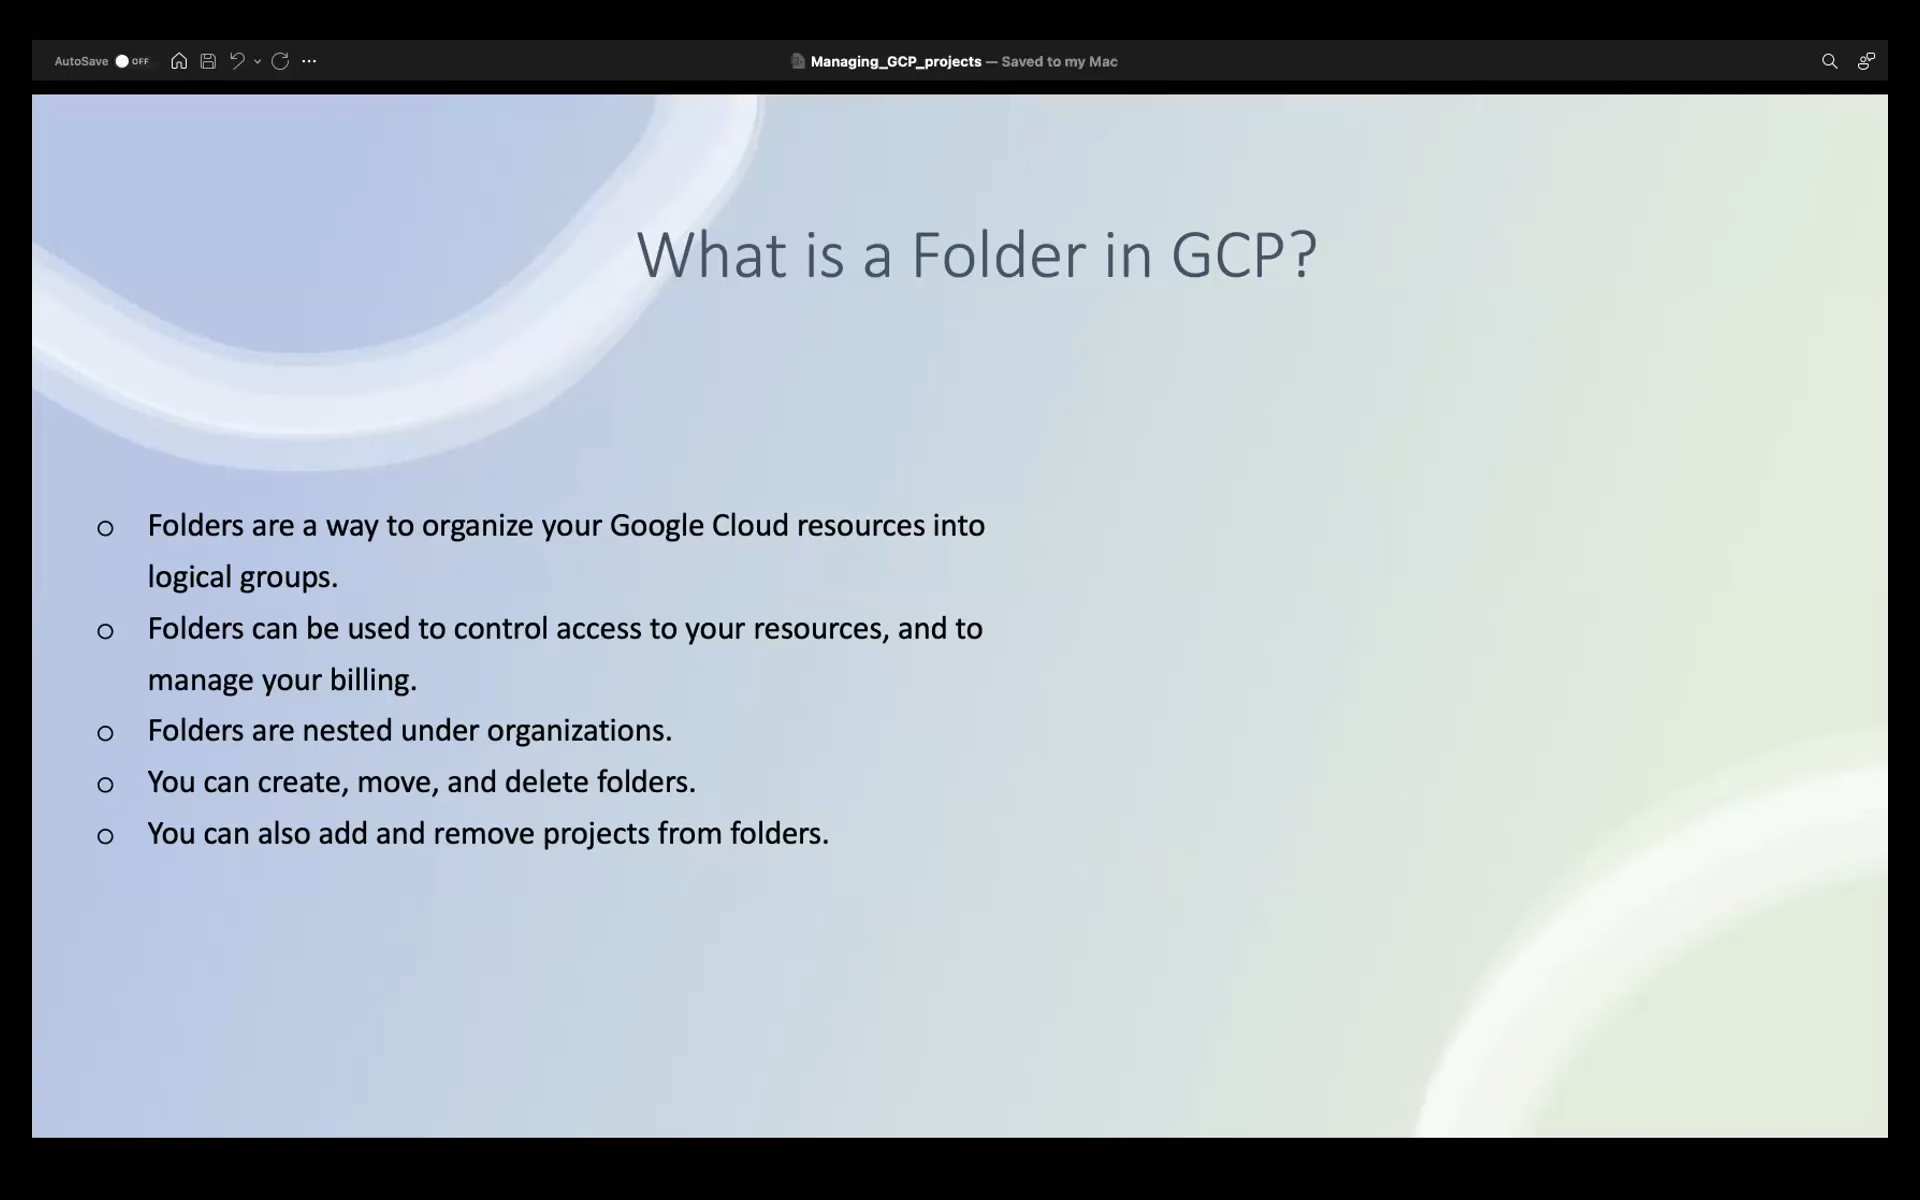 AutoSave OFF
Managing_GCP_projects — Saved to my Mac
What is a Folder in GCP?
Folders are a way to organize your Google Cloud resources into
logical groups.
Folders can be used to control access to your resources, and to
manage your billing.
Folders are nested under organizations.
You can create, move, and delete folders.
You can also add and remove projects from folders.